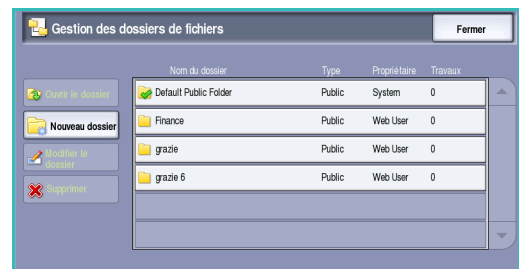 Gestion des dossiers de fichiers
Fermer
Nom du dossier Type Propriétaire Travaux
Ouvrir le dossier
Nouveau dossier
Modifier le
dossier
Supprimer
Default Public Folder Public System 0
Finance Public Web User 0
grazie Public Web User 0
grazie 6 Public Web User 0